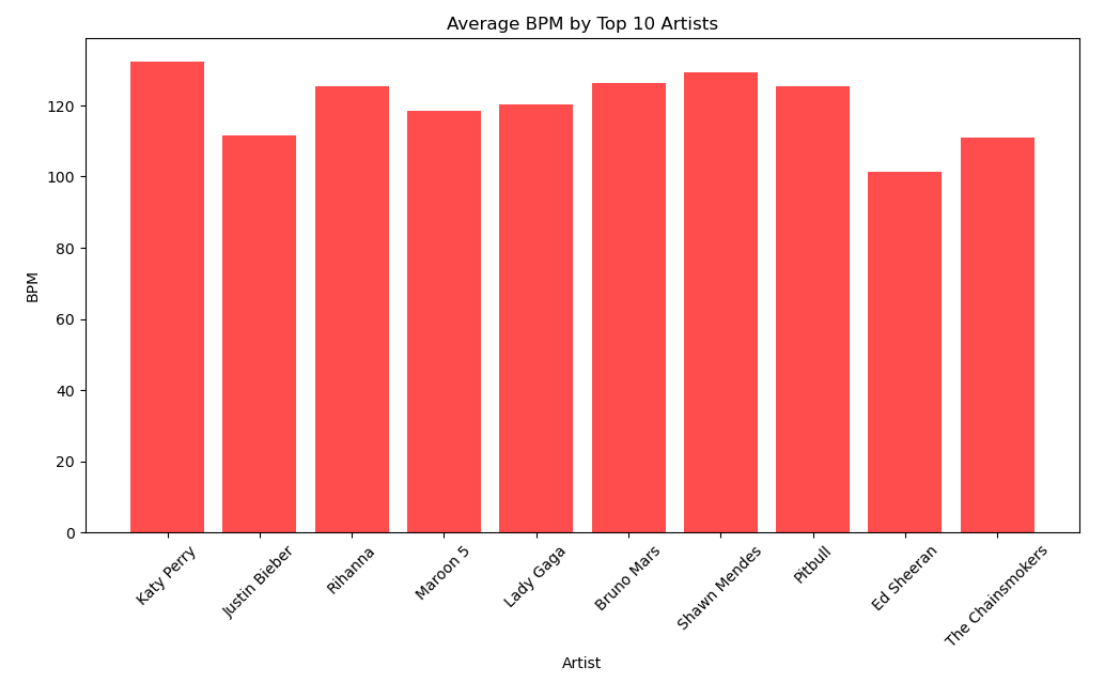 Average BPM by Top 10 Artists
120
100
80
60
40
20
0
BPM
Katy Perry
Justin Bieber
Rihanna
Maroon 5
Lady Gaga
Bruno Mars
Shawn Mendes
Pitbull
Ed Sheeran
The Chainsmokers
Artist